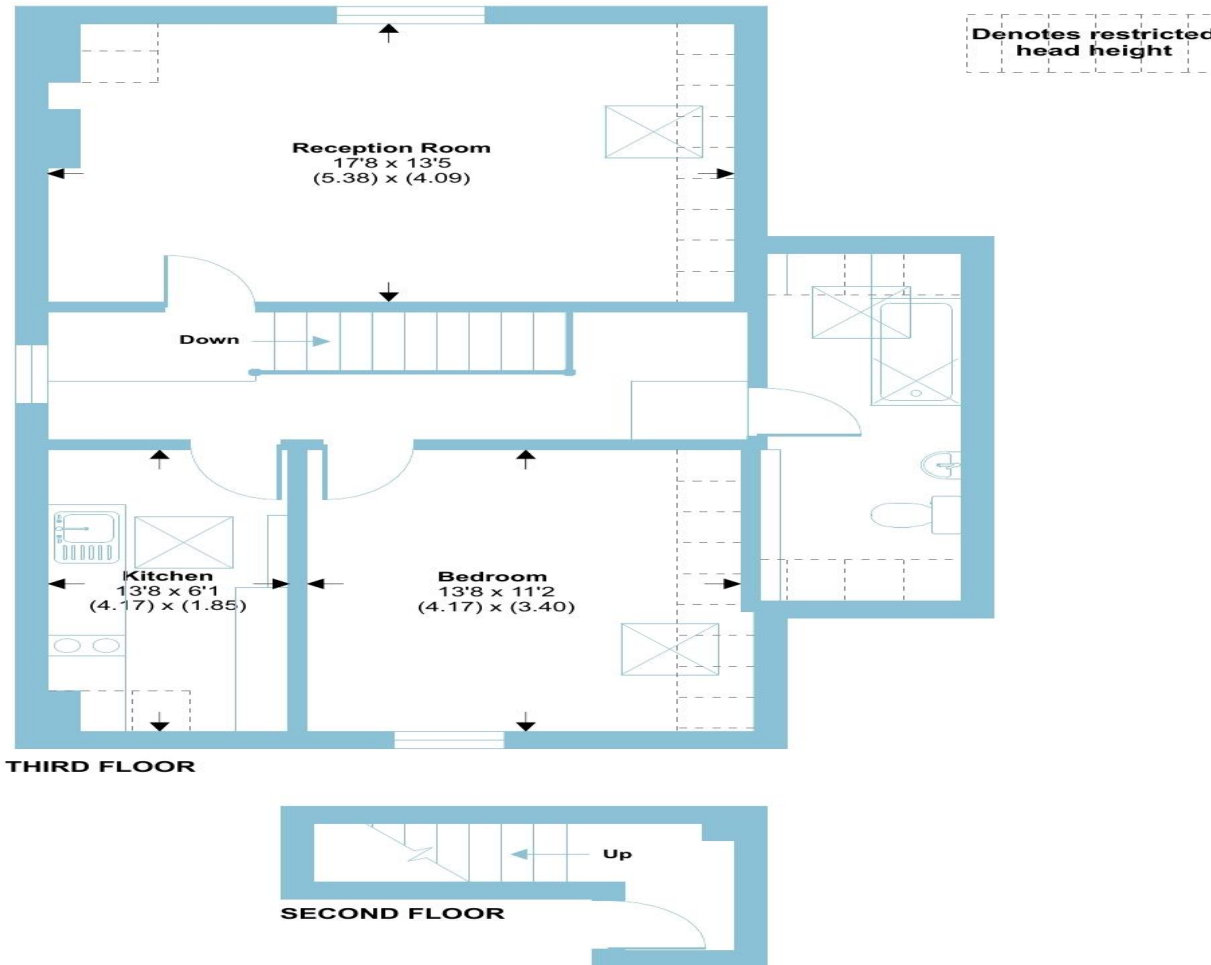 Denotes restricted
head height
Reception Room
17'8 x 13'5
(5.38) x (4.09)
Down
Kitchen
13'8 x 6'1
(4.17) x (1.85)
Bedroom
13'8 x 11'2
(4.17) x (3.40)
THIRD FLOOR
Up
SECOND FLOOR